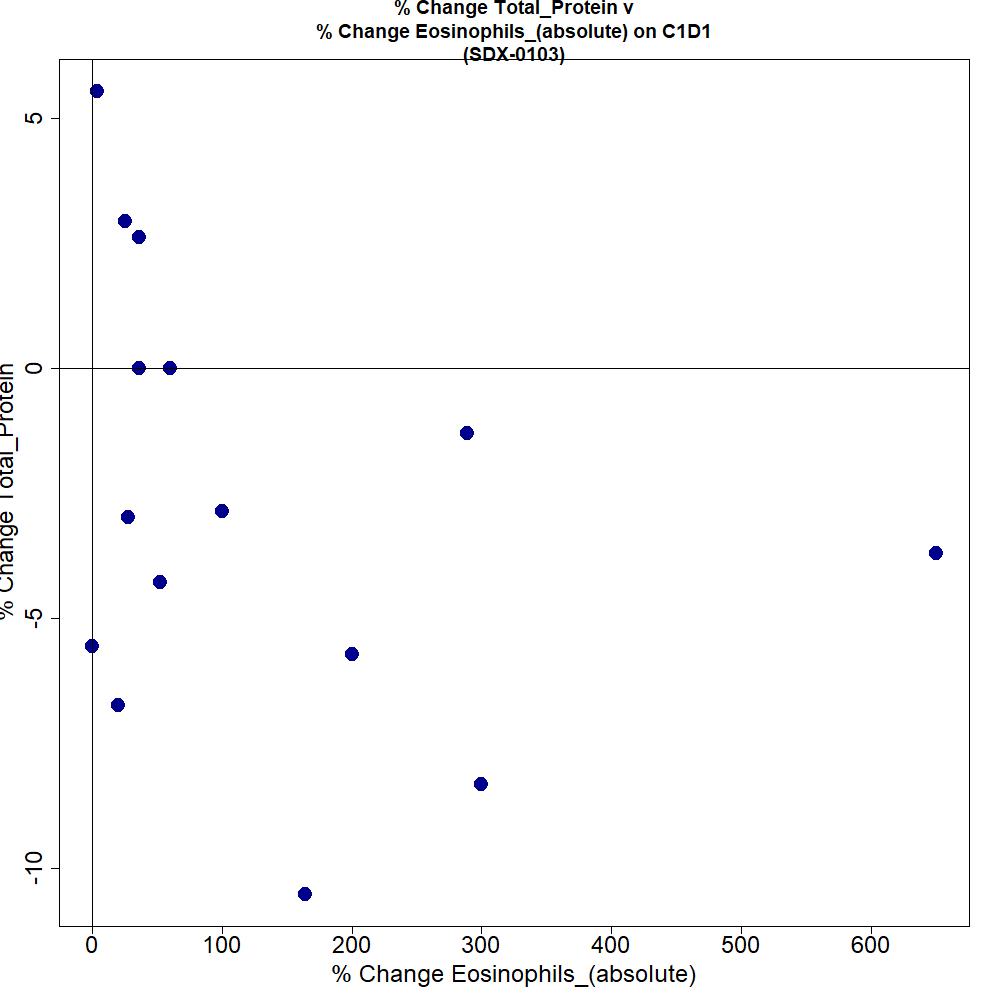 % Change Total_Protein v
% Change Eosinophils_(absolute) on C1D1
(SDX-0103)
5
0
-5
-10
% Change Total_Protein
0 100 200 300 400 500 600
% Change Eosinophils_(absolute)